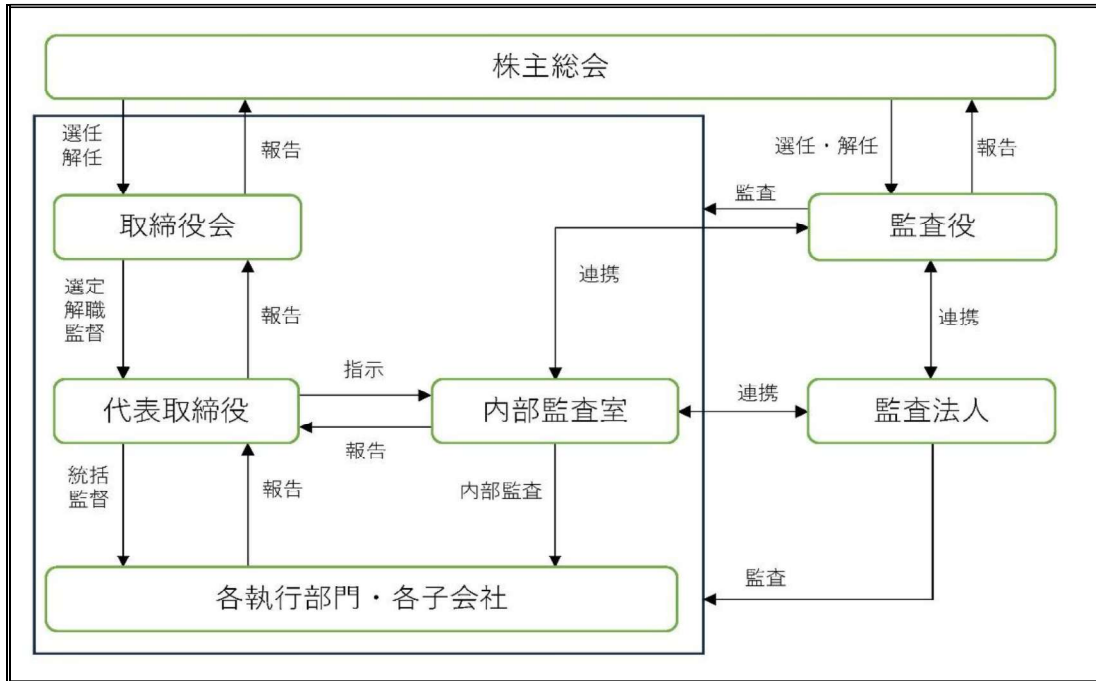 株主総会
選任
解任
報告
選任・解任
報告
監査
取締役会
監査役
選定
解職
監督
報告
連携
連携
指示
代表取締役
内部監査室
連携
監査法人
報告
統括
監督
報告
内部監査
監査
各執行部門・各子会社